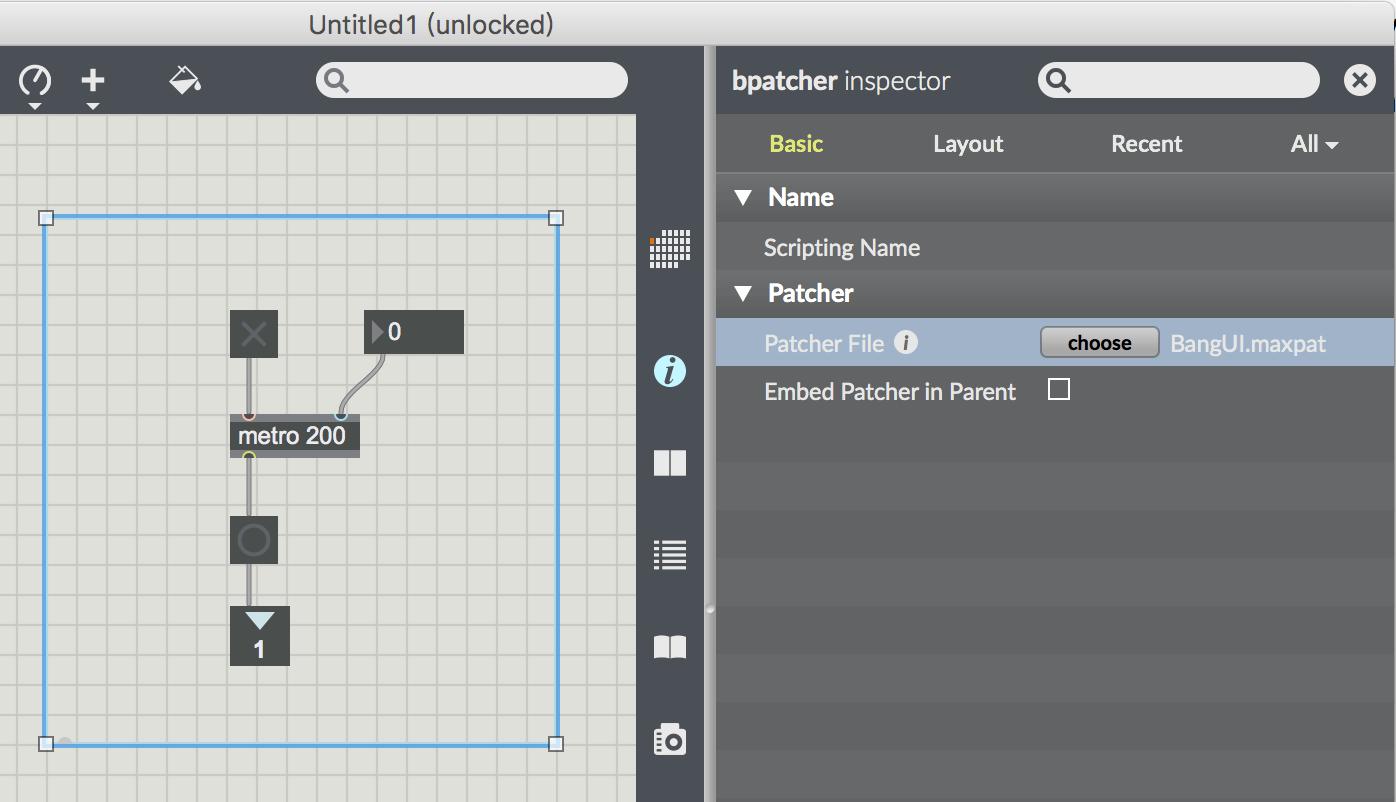 Untitled1 (unlocked)
bpatcher inspector
Basic Layout Recent All
Name
Scripting Name
Patcher
Patcher File i choose BangUI.maxpat
Embed Patcher in Parent
0
metro 200
1
i